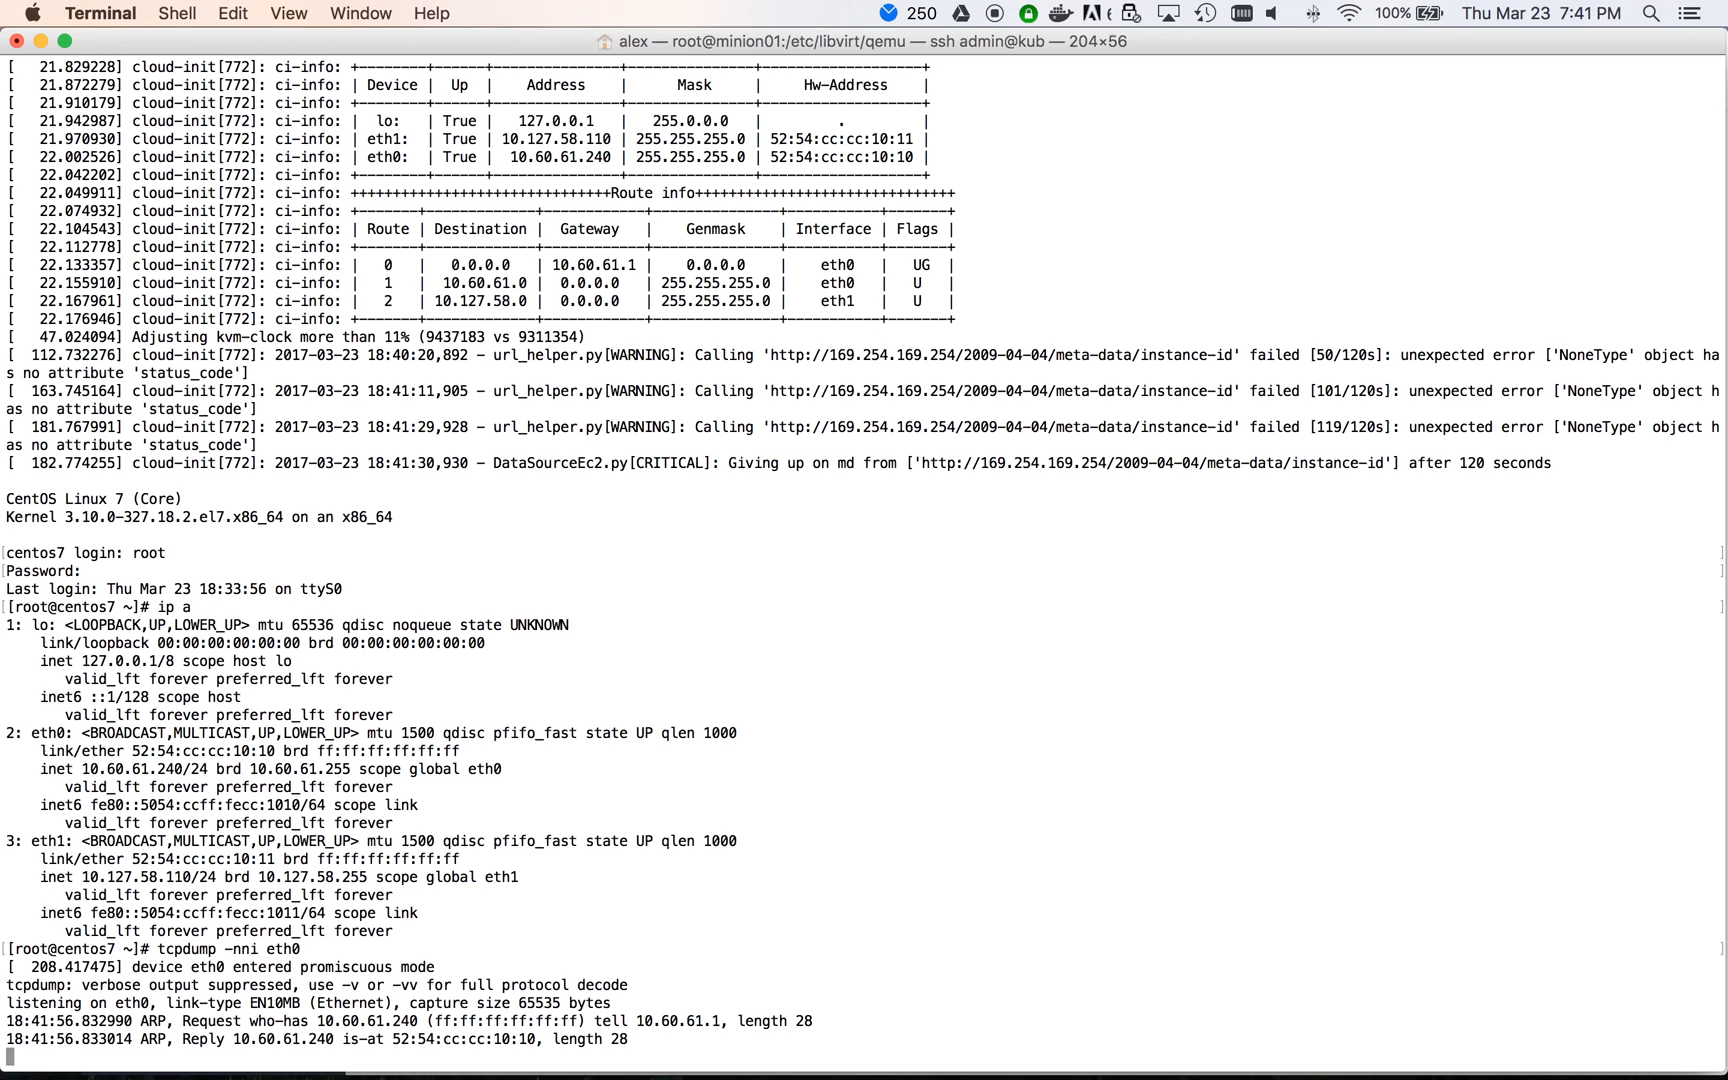 Terminal Shell Edit View Window Help 250 100% Thu Mar 23 7:41 PM
alex — root@minion01:/etc/libvirt/qemu — ssh admin@kub — 204×56
[   21.829228] cloud-init[772]: ci-info: +--------+------+---------------+---------------+-------------------+
[   21.872279] cloud-init[772]: ci-info: | Device |  Up  |    Address    |      Mask     |     Hw-Address    |
[   21.910179] cloud-init[772]: ci-info: +--------+------+---------------+---------------+-------------------+
[   21.942987] cloud-init[772]: ci-info: |  lo:   | True |   127.0.0.1   |   255.0.0.0   |         .         |
[   21.970930] cloud-init[772]: ci-info: | eth1:  | True | 10.127.58.110 | 255.255.255.0 | 52:54:cc:cc:10:11 |
[   22.002526] cloud-init[772]: ci-info: | eth0:  | True |  10.60.61.240 | 255.255.255.0 | 52:54:cc:cc:10:10 |
[   22.042202] cloud-init[772]: ci-info: +--------+------+---------------+---------------+-------------------+
[   22.049911] cloud-init[772]: ci-info: ++++++++++++++++++++++++++++++Route info++++++++++++++++++++++++++++++
[   22.074932] cloud-init[772]: ci-info: +-------+-------------+------------+---------------+-----------+-------+
[   22.104543] cloud-init[772]: ci-info: | Route | Destination |  Gateway   |    Genmask    | Interface | Flags |
[   22.112778] cloud-init[772]: ci-info: +-------+-------------+------------+---------------+-----------+-------+
[   22.133357] cloud-init[772]: ci-info: |   0   |   0.0.0.0   | 10.60.61.1 |    0.0.0.0    |    eth0   |   UG  |
[   22.155910] cloud-init[772]: ci-info: |   1   |  10.60.61.0 |  0.0.0.0   | 255.255.255.0 |    eth0   |   U   |
[   22.167961] cloud-init[772]: ci-info: |   2   | 10.127.58.0 |  0.0.0.0   | 255.255.255.0 |    eth1   |   U   |
[   22.176946] cloud-init[772]: ci-info: +-------+-------------+------------+---------------+-----------+-------+
[   47.024094] Adjusting kvm-clock more than 11% (9437183 vs 9311354)
[  112.732276] cloud-init[772]: 2017-03-23 18:40:20,892 - url_helper.py[WARNING]: Calling 'http://169.254.169.254/2009-04-04/meta-data/instance-id' failed [50/120s]: unexpected error ['NoneType' object ha
s no attribute 'status_code']
[  163.745164] cloud-init[772]: 2017-03-23 18:41:11,905 - url_helper.py[WARNING]: Calling 'http://169.254.169.254/2009-04-04/meta-data/instance-id' failed [101/120s]: unexpected error ['NoneType' object h
as no attribute 'status_code']
[  181.767991] cloud-init[772]: 2017-03-23 18:41:29,928 - url_helper.py[WARNING]: Calling 'http://169.254.169.254/2009-04-04/meta-data/instance-id' failed [119/120s]: unexpected error ['NoneType' object h
as no attribute 'status_code']
[  182.774255] cloud-init[772]: 2017-03-23 18:41:30,930 - DataSourceEc2.py[CRITICAL]: Giving up on md from ['http://169.254.169.254/2009-04-04/meta-data/instance-id'] after 120 seconds
CentOS Linux 7 (Core)
Kernel 3.10.0-327.18.2.el7.x86_64 on an x86_64
[centos7 login: root ]
[Password: ]
Last login: Thu Mar 23 18:33:56 on ttyS0
[[root@centos7 ~]# ip a ]
1: lo: <LOOPBACK,UP,LOWER_UP> mtu 65536 qdisc noqueue state UNKNOWN
    link/loopback 00:00:00:00:00:00 brd 00:00:00:00:00:00
    inet 127.0.0.1/8 scope host lo
       valid_lft forever preferred_lft forever
    inet6 ::1/128 scope host
       valid_lft forever preferred_lft forever
2: eth0: <BROADCAST,MULTICAST,UP,LOWER_UP> mtu 1500 qdisc pfifo_fast state UP qlen 1000
    link/ether 52:54:cc:cc:10:10 brd ff:ff:ff:ff:ff:ff
    inet 10.60.61.240/24 brd 10.60.61.255 scope global eth0
       valid_lft forever preferred_lft forever
    inet6 fe80::5054:ccff:fecc:1010/64 scope link
       valid_lft forever preferred_lft forever
3: eth1: <BROADCAST,MULTICAST,UP,LOWER_UP> mtu 1500 qdisc pfifo_fast state UP qlen 1000
    link/ether 52:54:cc:cc:10:11 brd ff:ff:ff:ff:ff:ff
    inet 10.127.58.110/24 brd 10.127.58.255 scope global eth1
       valid_lft forever preferred_lft forever
    inet6 fe80::5054:ccff:fecc:1011/64 scope link
       valid_lft forever preferred_lft forever
[[root@centos7 ~]# tcpdump -nni eth0 ]
[  208.417475] device eth0 entered promiscuous mode
tcpdump: verbose output suppressed, use -v or -vv for full protocol decode
listening on eth0, link-type EN10MB (Ethernet), capture size 65535 bytes
18:41:56.832990 ARP, Request who-has 10.60.61.240 (ff:ff:ff:ff:ff:ff) tell 10.60.61.1, length 28
18:41:56.833014 ARP, Reply 10.60.61.240 is-at 52:54:cc:cc:10:10, length 28